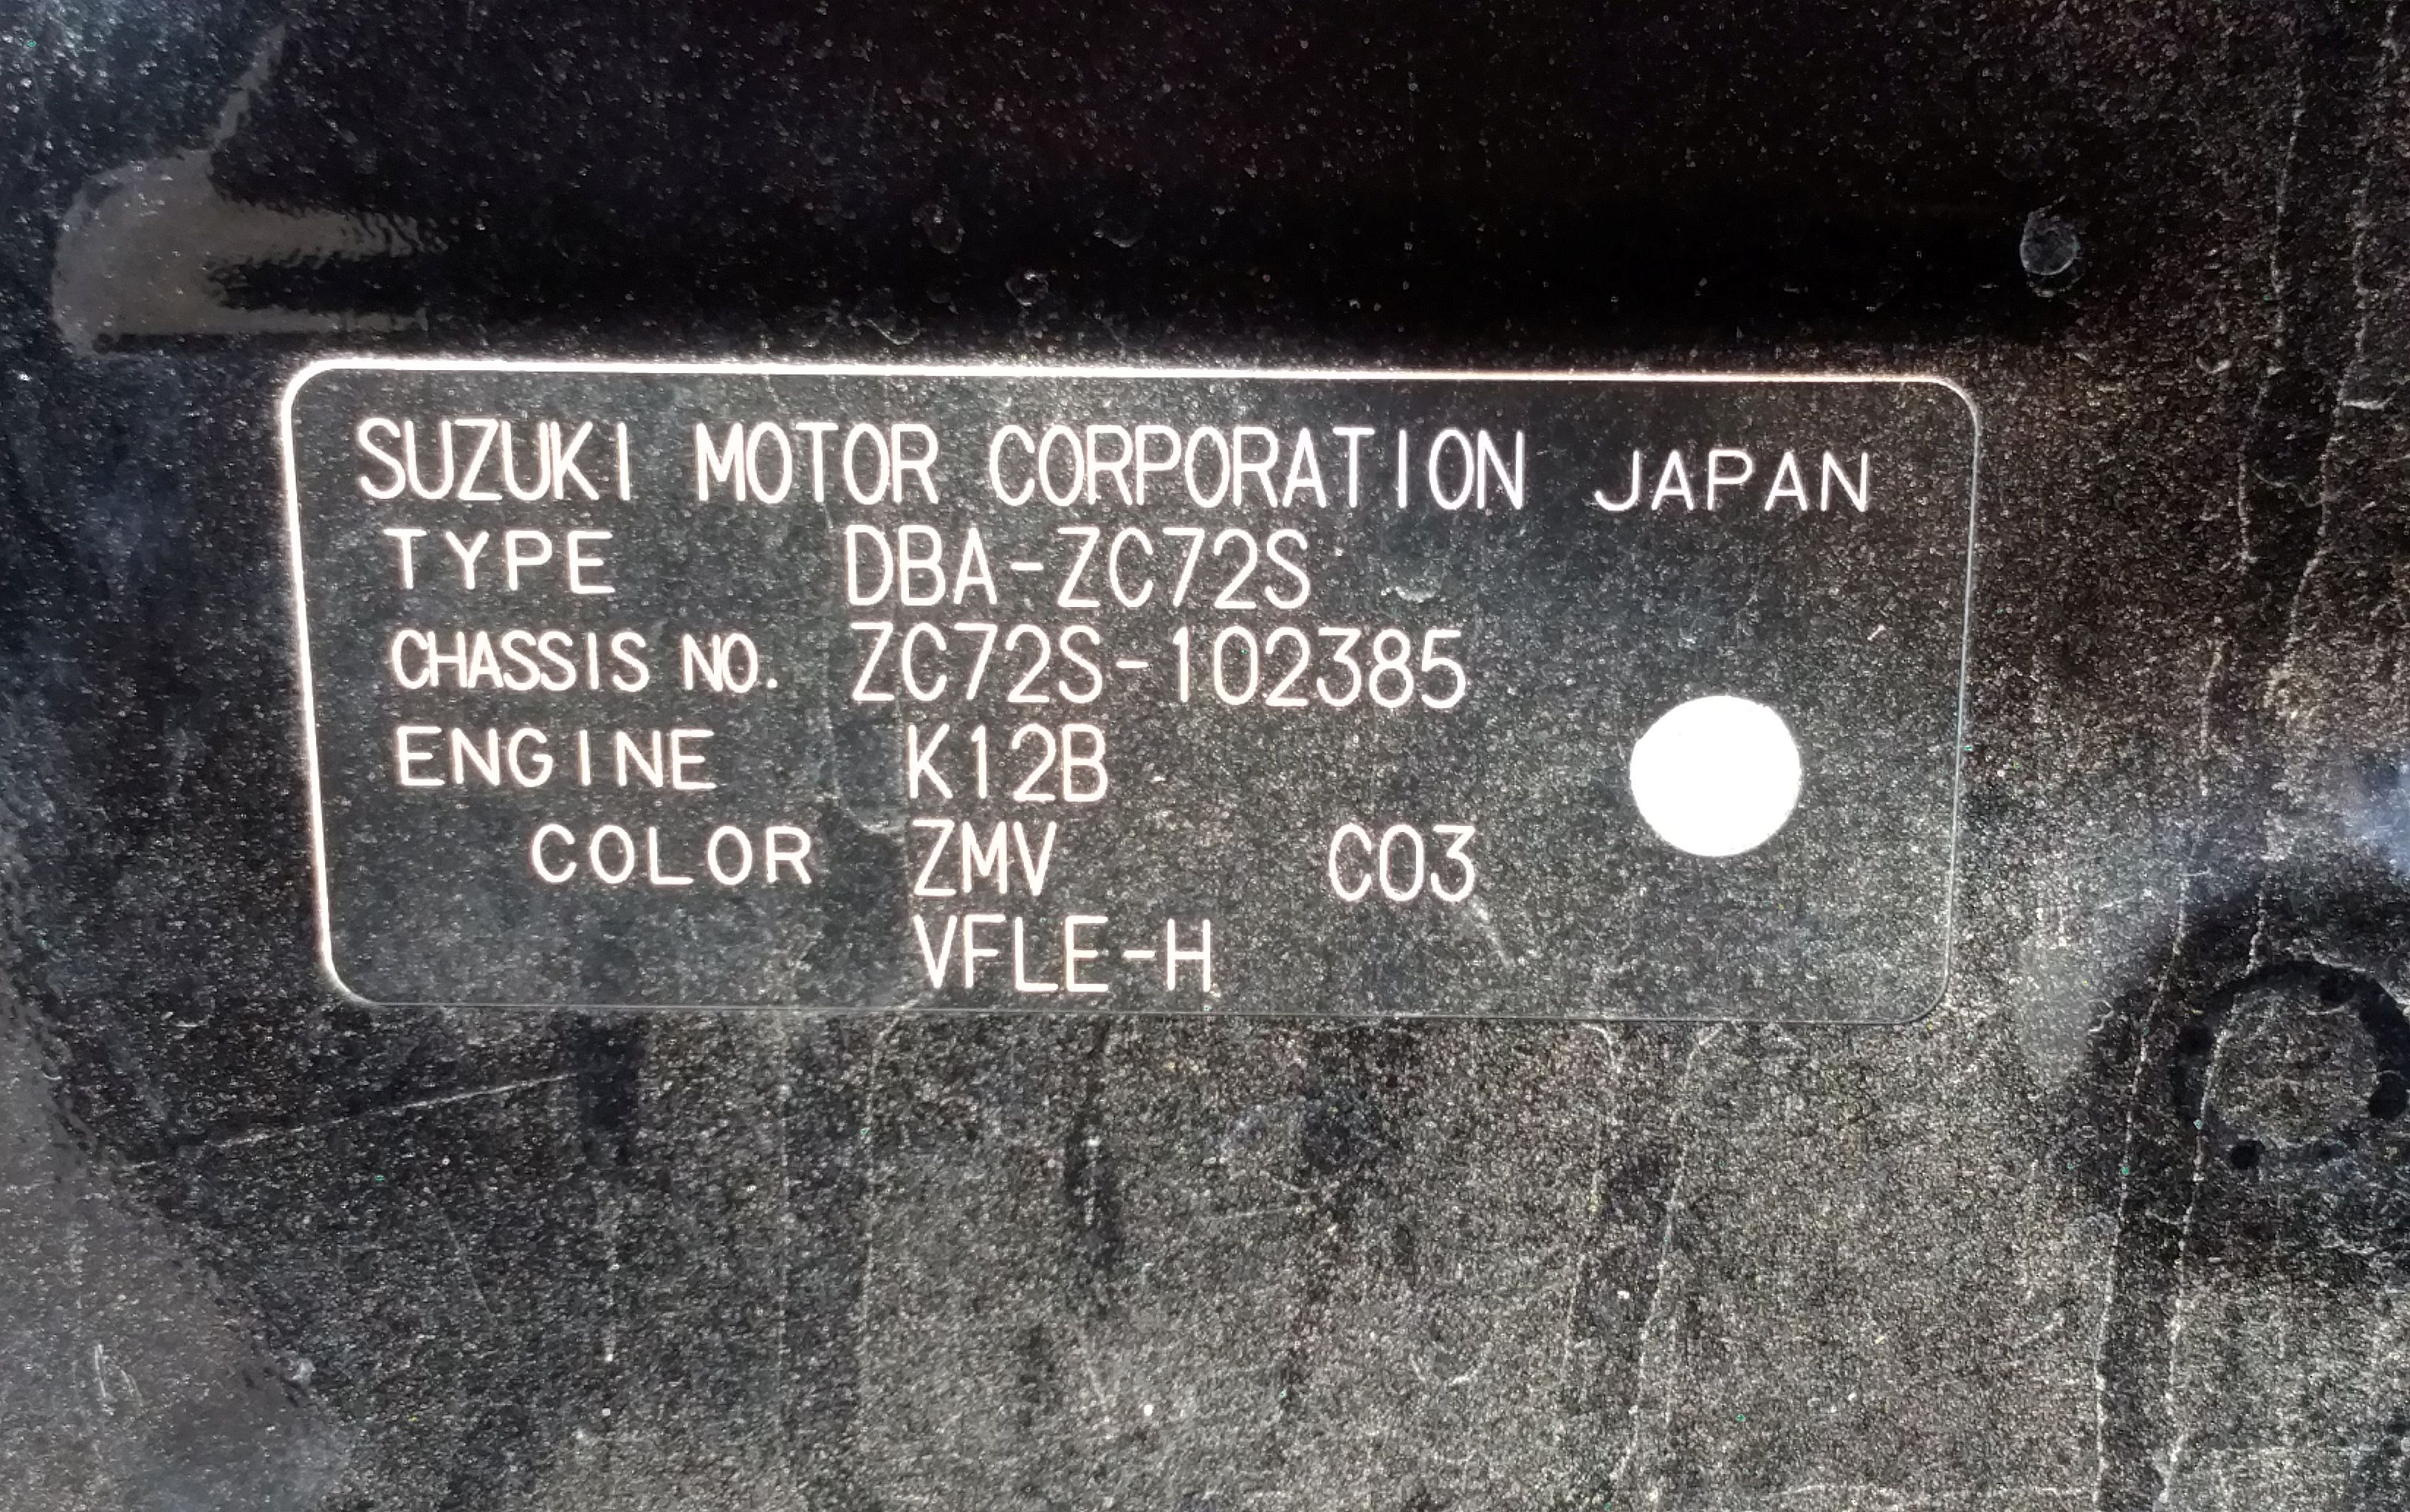 SUZUKI MOTOR CORPORATION JAPAN
TYPE DBA-ZC72S
CHASSIS NO. ZC72S-102385
ENGINE K12B
COLOR ZMV C03
VFLE-H